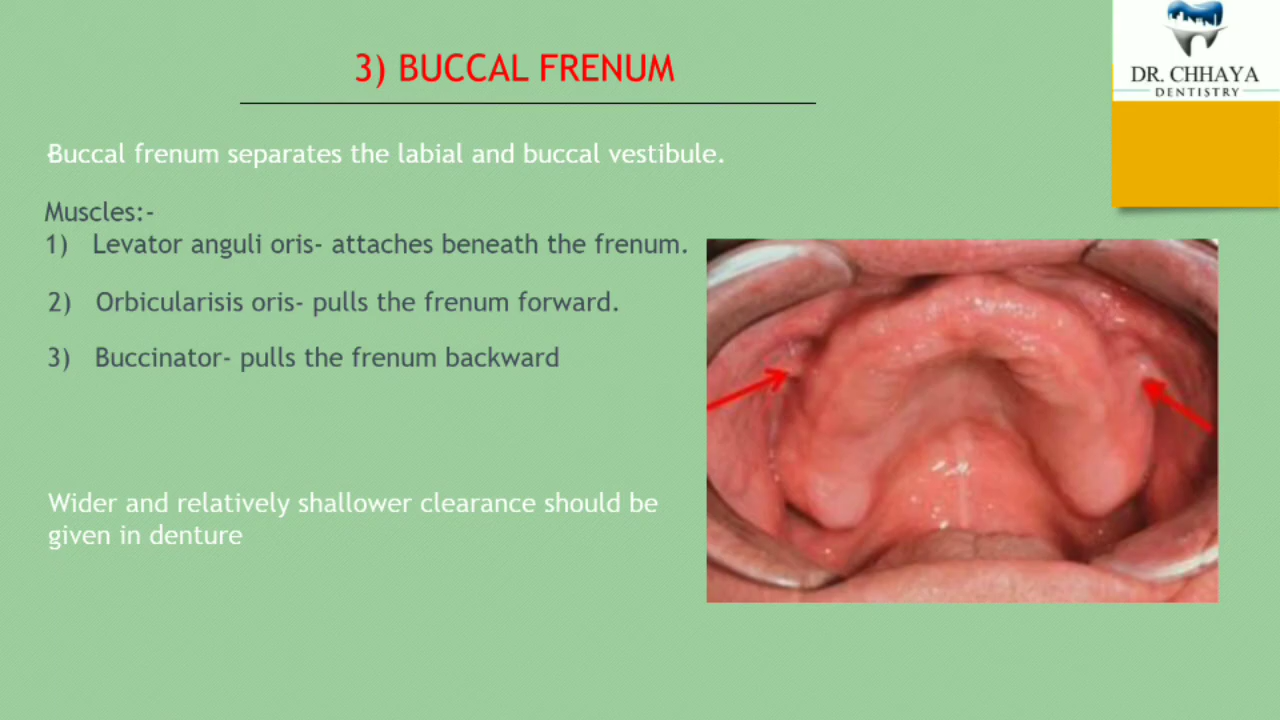 3) BUCCAL FRENUM
DR. CHHAYA
DENTISTRY
Buccal frenum separates the labial and buccal vestibule.
Muscles:-
1) Levator anguli oris- attaches beneath the frenum.
2) Orbicularisis oris- pulls the frenum forward.
3) Buccinator- pulls the frenum backward
Wider and relatively shallower clearance should be
given in denture